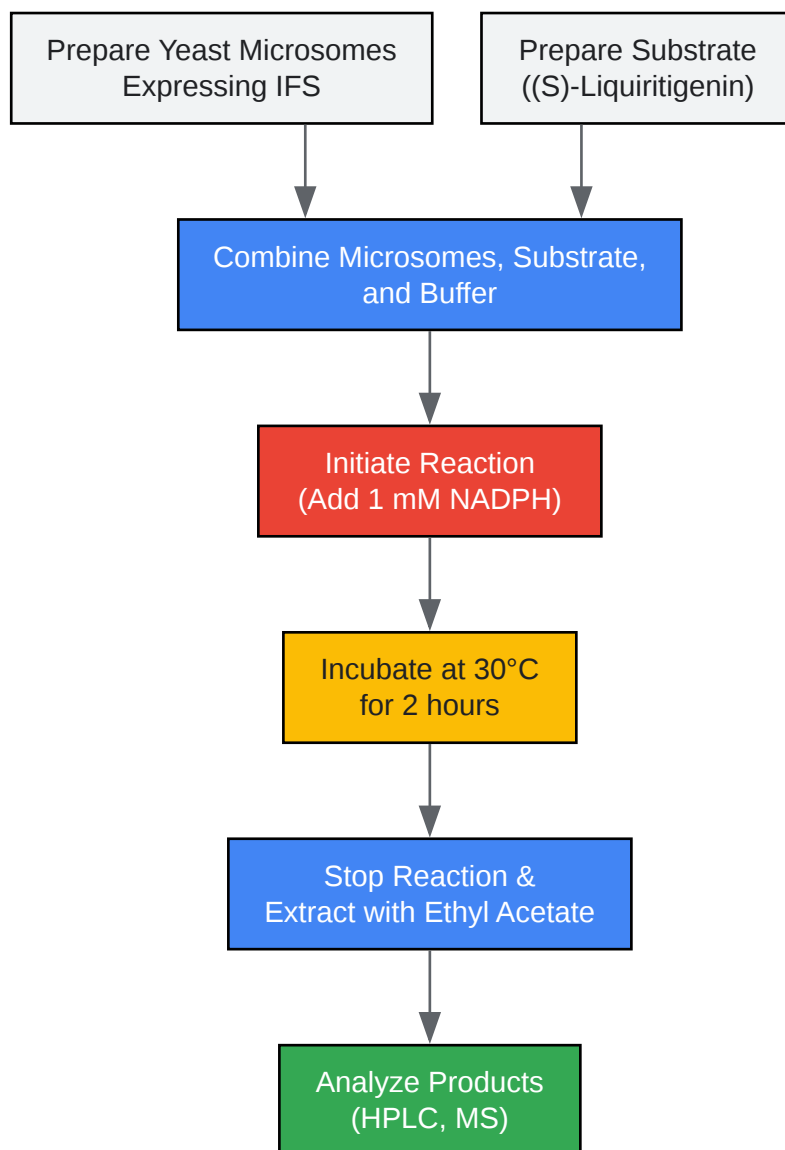 Prepare Yeast Microsomes
Expressing IFS
Prepare Substrate
((S)-Liquiritigenin)
Combine Microsomes, Substrate,
and Buffer
Initiate Reaction
(Add 1 mM NADPH)
Incubate at 30°C
for 2 hours
Stop Reaction &
Extract with Ethyl Acetate
Analyze Products
(HPLC, MS)